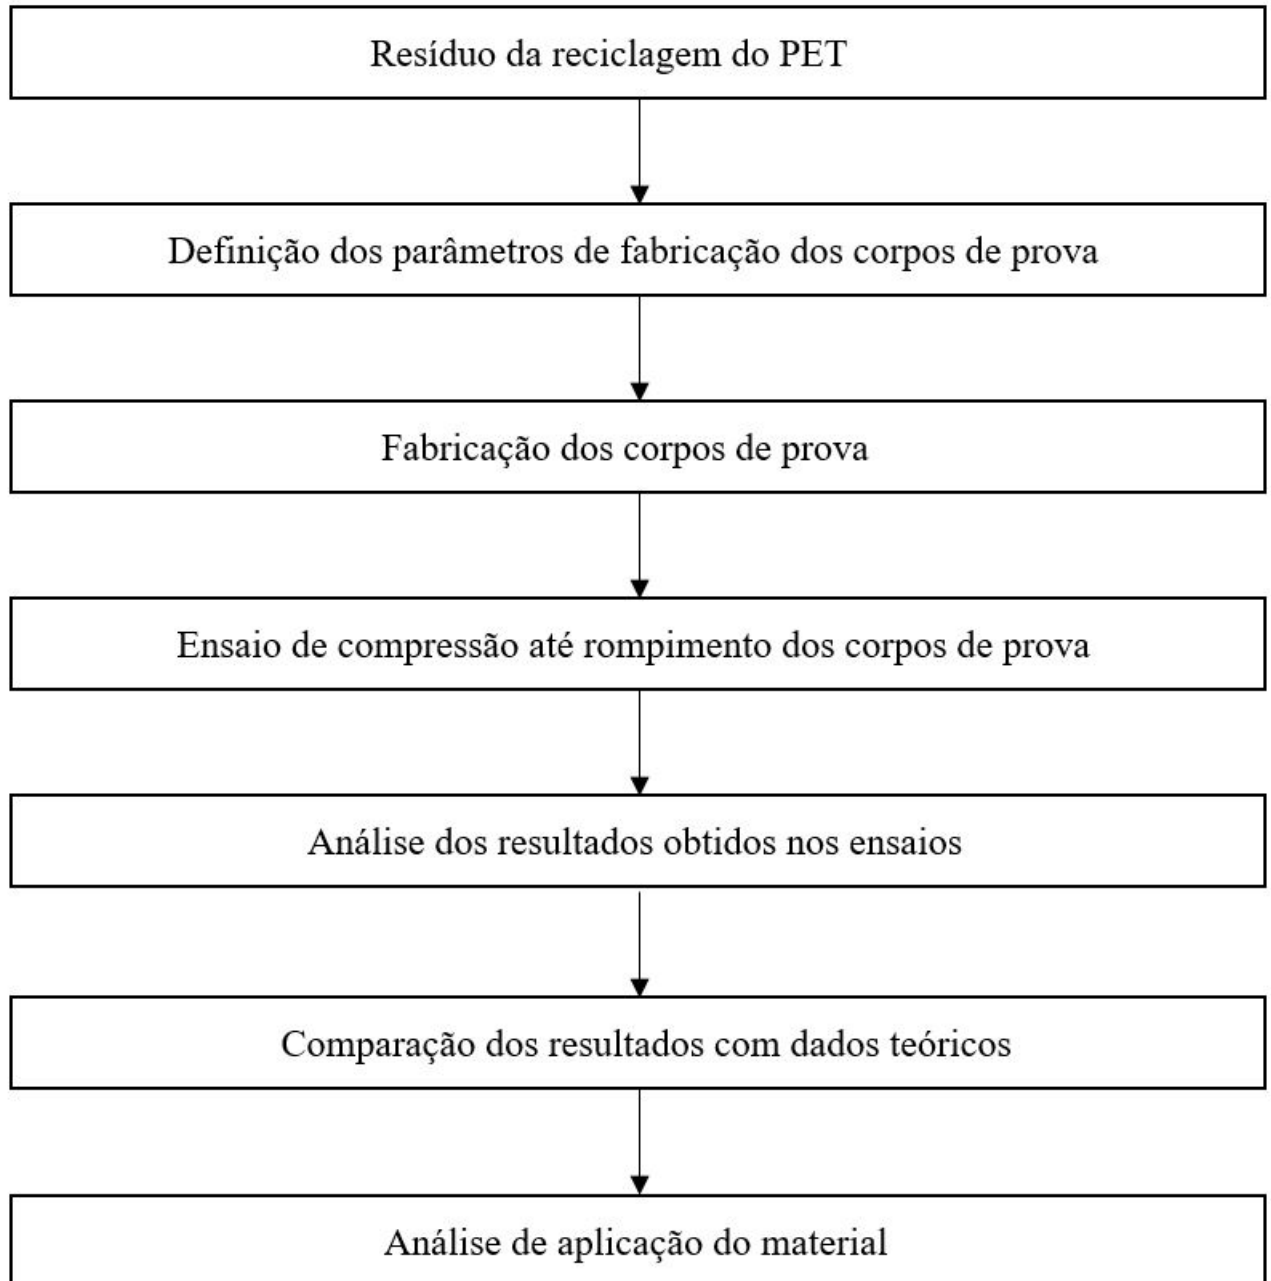 Resíduo da reciclagem do PET
Definição dos parâmetros de fabricação dos corpos de prova
Fabricação dos corpos de prova
Ensaio de compressão até rompimento dos corpos de prova
Análise dos resultados obtidos nos ensaios
Comparação dos resultados com dados teóricos
Análise de aplicação do material